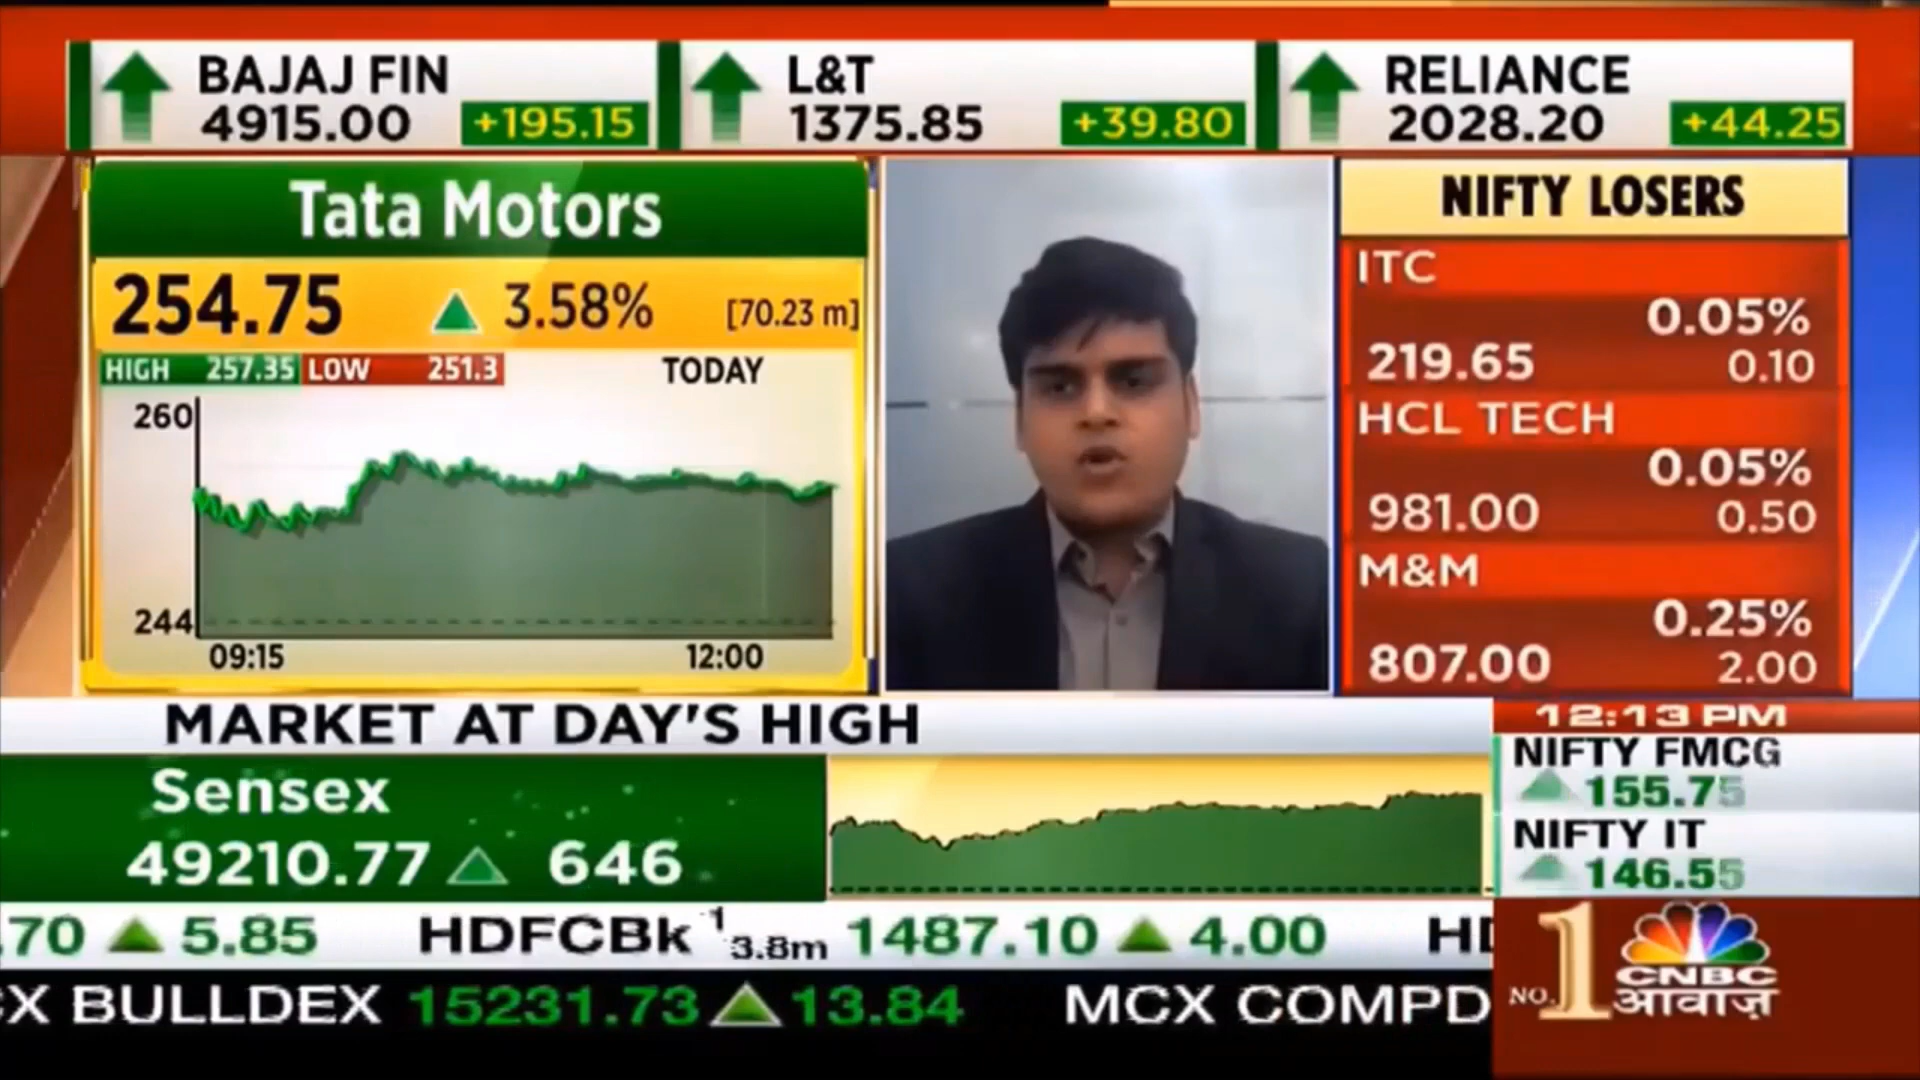 BAJAJ FIN
4915.00 +195.15
L&T
1375.85 +39.80
RELIANCE
2028.20 +44.25
Tata Motors
254.75 3.58% [70.23 m]
HIGH 257.35 LOW 251.3 TODAY
260
244
09:15 12:00
NIFTY LOSERS
ITC
0.05%
219.65 0.10
HCL TECH
0.05%
981.00 0.50
M&M
0.25%
807.00 2.00
MARKET AT DAY'S HIGH
Sensex
49210.77 646
12:13 PM
NIFTY FMCG
155.75
NIFTY IT
146.55
.70 5.85 HDFCBk 13.8m 1487.10 4.00 HD
CX BULLDEX 15231.73 13.84 MCX COMPD
NO.1 CNBC
आवाज़